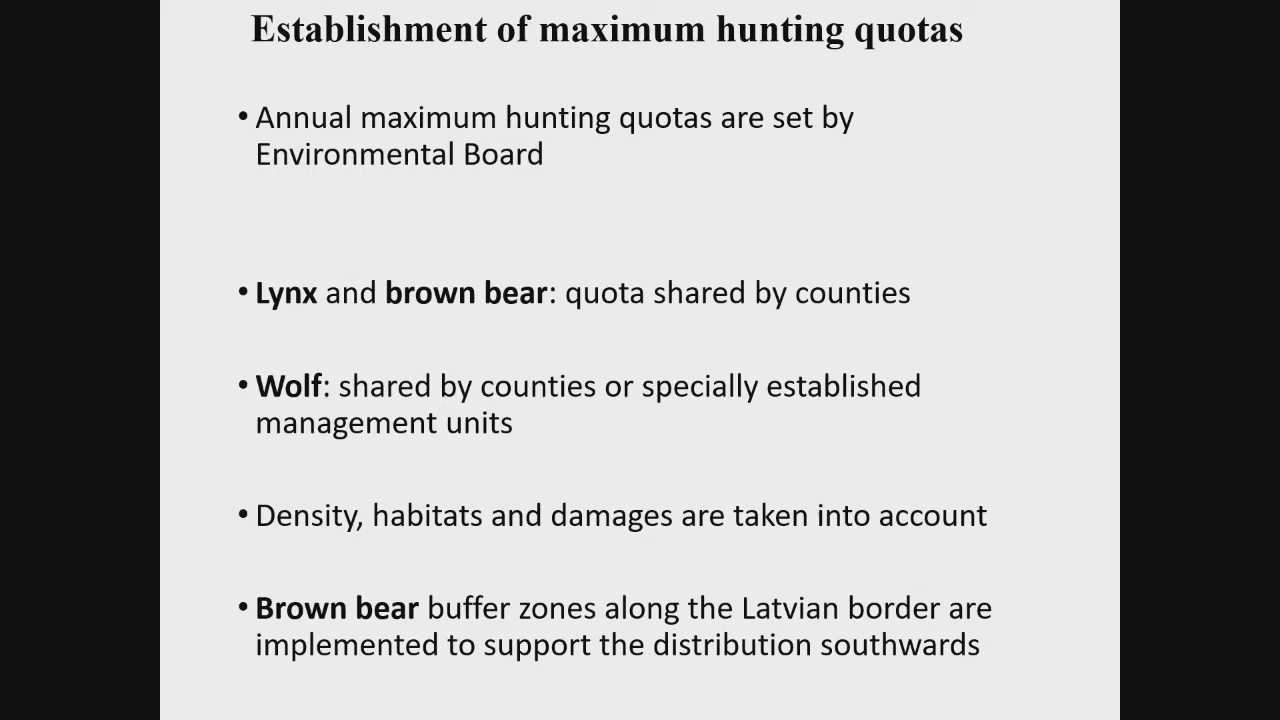 Establishment of maximum hunting quotas
• Annual maximum hunting quotas are set by
Environmental Board
• Lynx and brown bear: quota shared by counties
• Wolf: shared by counties or specially established
management units
• Density, habitats and damages are taken into account
• Brown bear buffer zones along the Latvian border are
implemented to support the distribution southwards